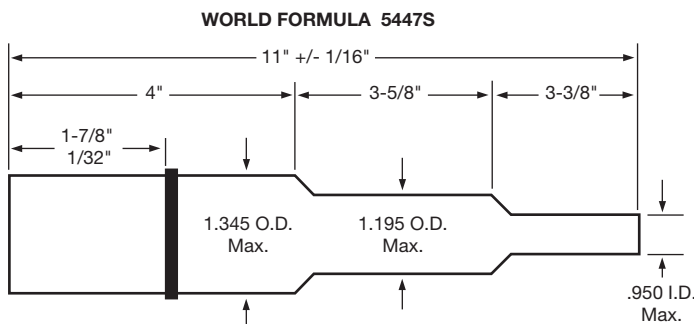 WORLD FORMULA 5447S
11" +/- 1/16"
4"
3-5/8"
3-3/8"
1-7/8"
1/32"
1.345 O.D.
Max.
1.195 O.D.
Max.
.950 I.D.
Max.